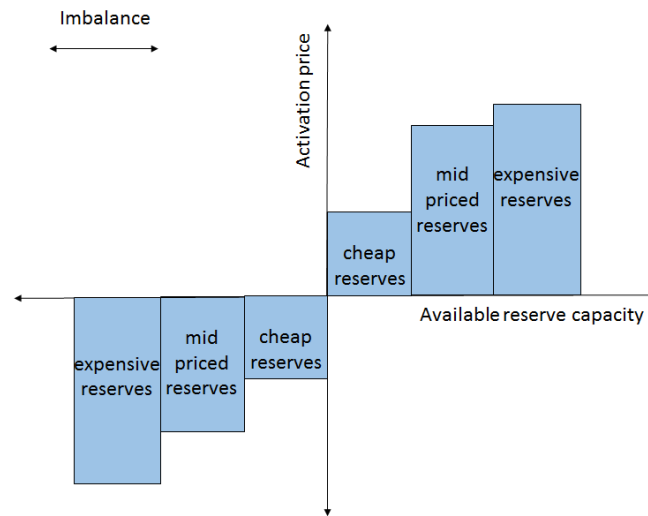 Imbalance
Activation price
mid
priced
reserves
expensive
reserves
cheap
reserves
Available reserve capacity
expensive
reserves
mid
priced
reserves
cheap
reserves